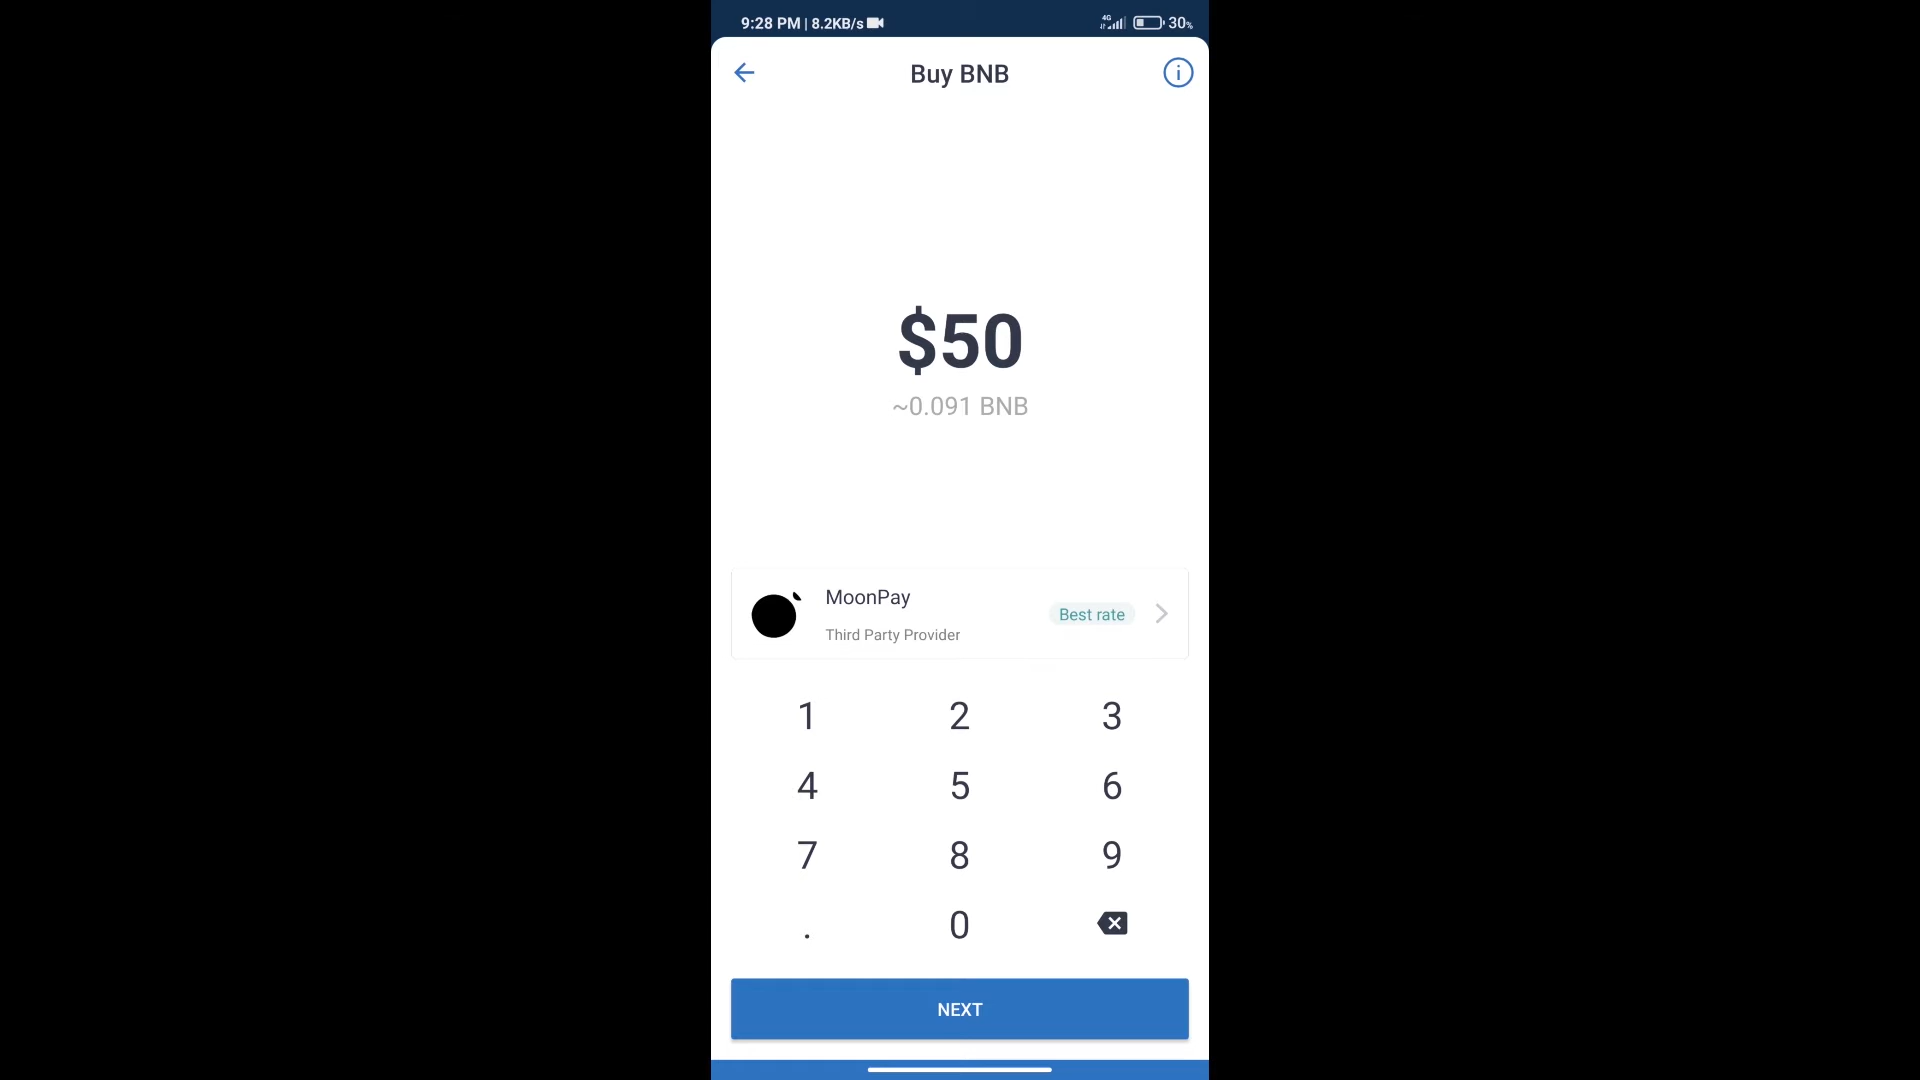 9:28 PM | 8.2KB/s
4G
30%
Buy BNB
$50
~0.091 BNB
MoonPay
Third Party Provider
Best rate
1 2 3
4 5 6
7 8 9
. 0
NEXT